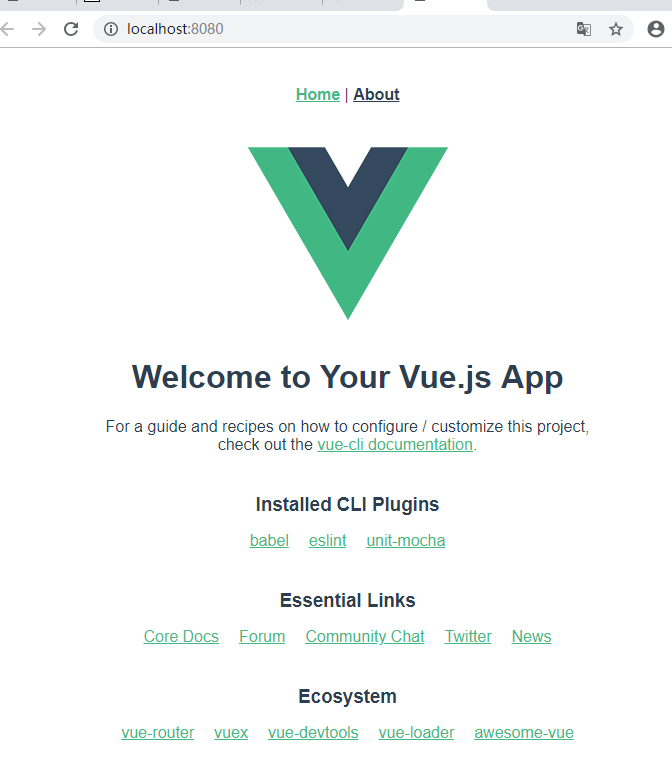 localhost:8080
Home | About
Welcome to Your Vue.js App
For a guide and recipes on how to configure / customize this project,
check out the vue-cli documentation.
Installed CLI Plugins
babel eslint unit-mocha
Essential Links
Core Docs Forum Community Chat Twitter News
Ecosystem
vue-router vuex vue-devtools vue-loader awesome-vue